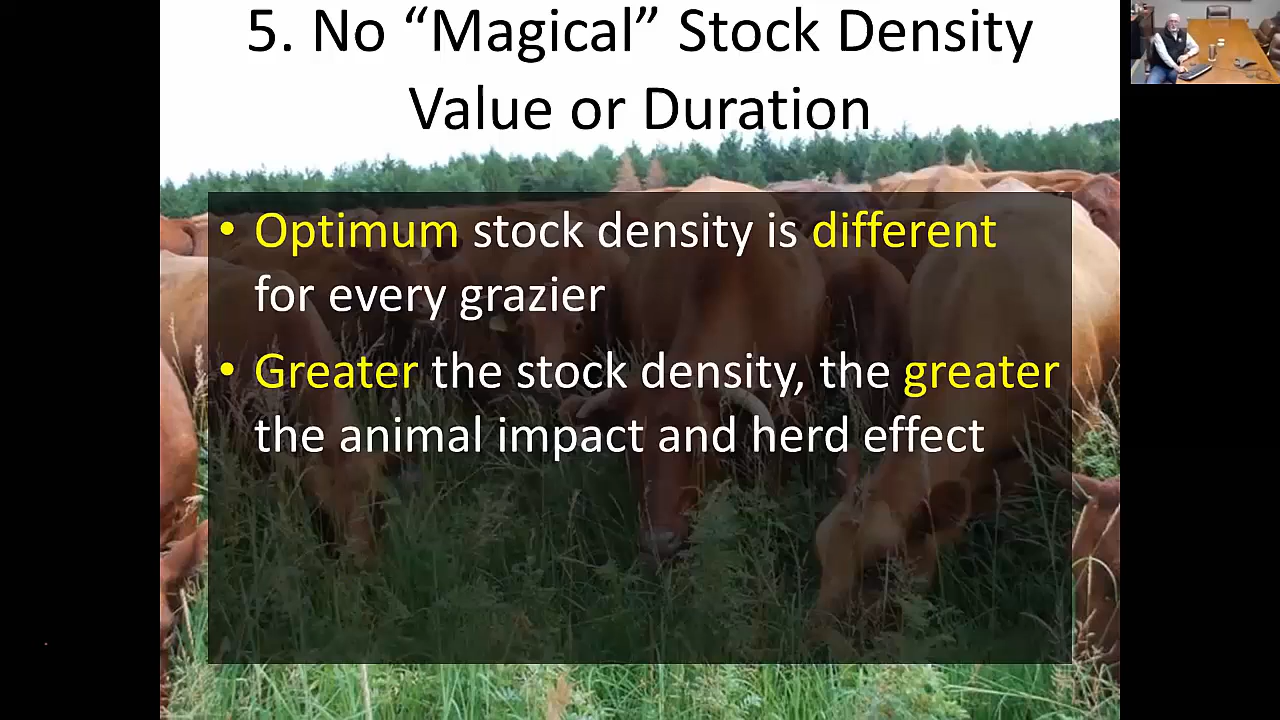 5. No “Magical” Stock Density
Value or Duration
• Optimum stock density is different
for every grazier
• Greater the stock density, the greater
the animal impact and herd effect